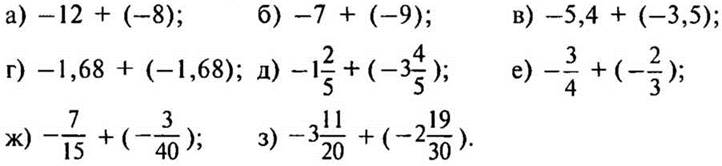 а) −12 + (−8); б) −7 + (−9); в) −5,4 + (−3,5);
г) −1,68 + (−1,68); д) −1 2/5 + (−3 4/5); е) −3/4 + (−2/3);
ж) −7/15 + (−3/40); з) −3 11/20 + (−2 19/30).